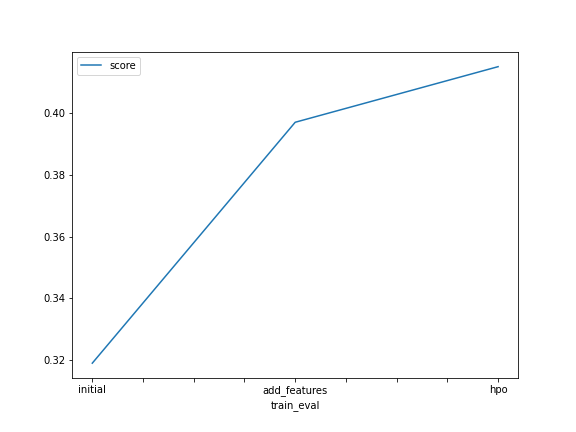 score
0.40
0.38
0.36
0.34
0.32
initial add_features hpo
train_eval